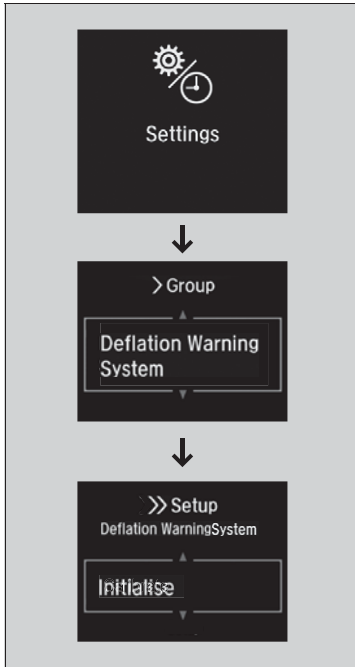 Settings
> Group
Deflation Warning
System
>> Setup
Deflation WarningSystem
Initialise